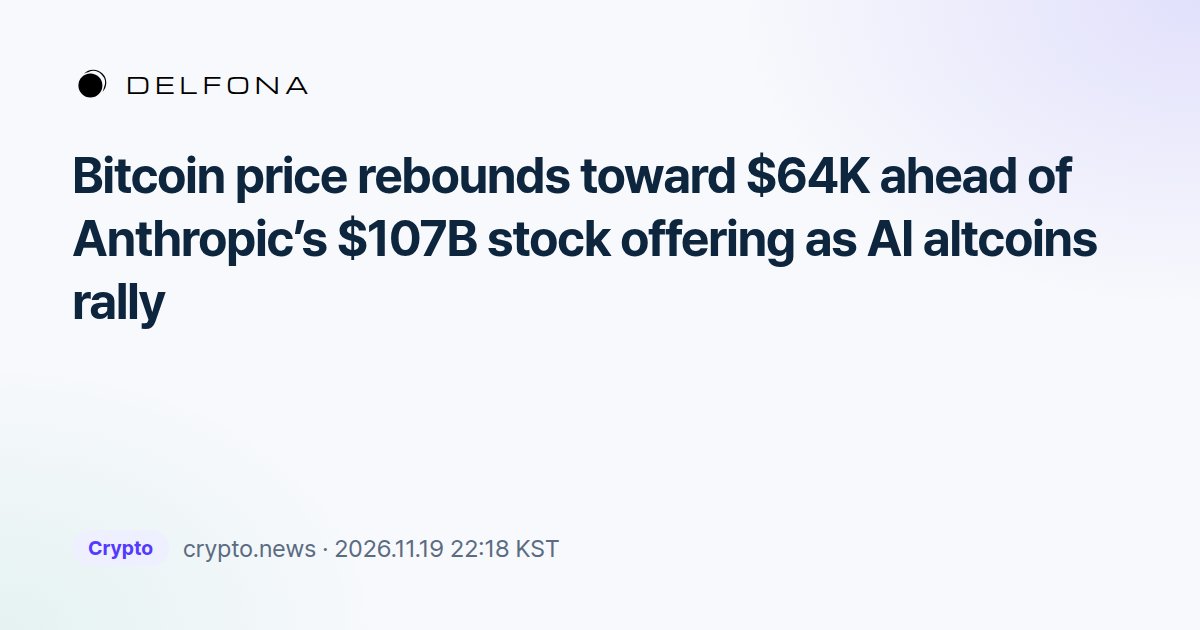 DELFONA
Bitcoin price rebounds toward $64K ahead of
Anthropic’s $107B stock offering as AI altcoins
rally
Crypto crypto.news · 2026.11.19 22:18 KST